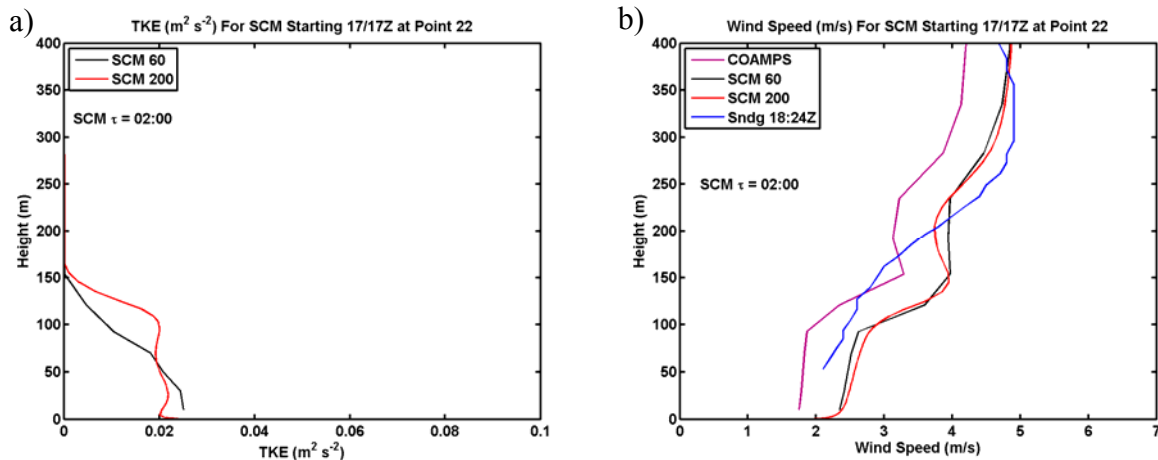 a)
TKE (m² s⁻²) For SCM Starting 17/17Z at Point 22
400
350
300
250
200
150
100
50
0
Height (m)
SCM 60
SCM 200
SCM τ = 02:00
0
0.02
0.04
0.06
0.08
0.1
TKE (m² s⁻²)
b)
Wind Speed (m/s) For SCM Starting 17/17Z at Point 22
400
350
300
250
200
150
100
50
0
Height (m)
COAMPS
SCM 60
SCM 200
Sndg 18:24Z
SCM τ = 02:00
0
1
2
3
4
5
6
7
Wind Speed (m/s)